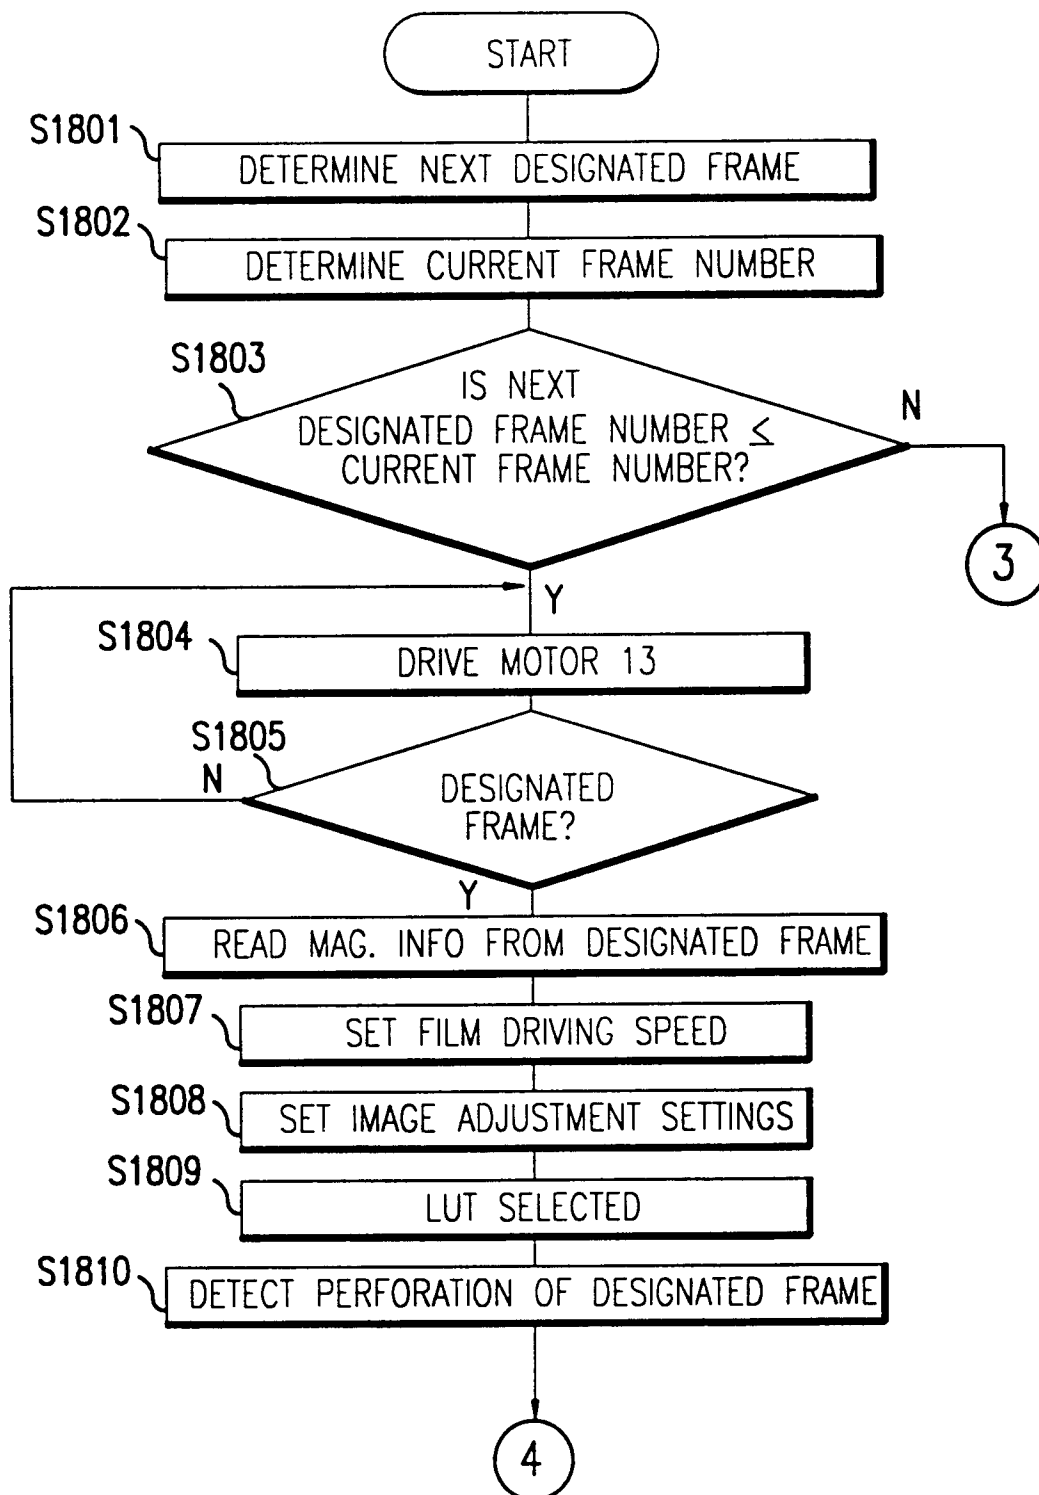 START
S1801
DETERMINE NEXT DESIGNATED FRAME
S1802
DETERMINE CURRENT FRAME NUMBER
S1803
IS NEXT
DESIGNATED FRAME NUMBER ≤
CURRENT FRAME NUMBER?
N
3
Y
S1804
DRIVE MOTOR 13
S1805
N
DESIGNATED
FRAME?
Y
S1806
READ MAG. INFO FROM DESIGNATED FRAME
S1807
SET FILM DRIVING SPEED
S1808
SET IMAGE ADJUSTMENT SETTINGS
S1809
LUT SELECTED
S1810
DETECT PERFORATION OF DESIGNATED FRAME
4